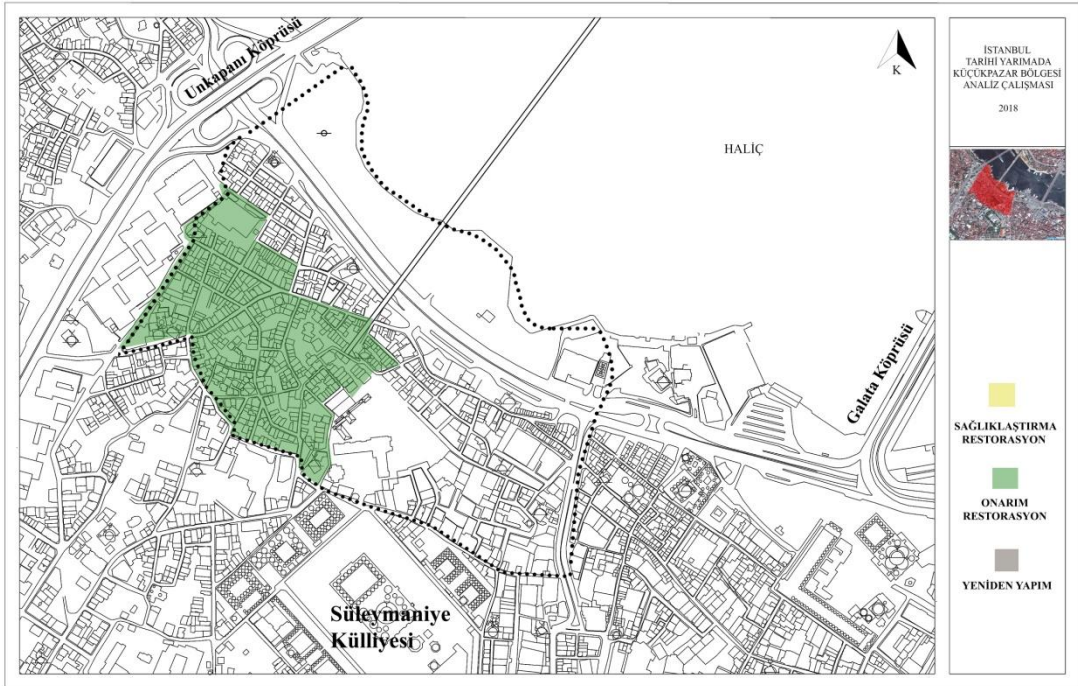 Unkapanı Köprüsü
K
HALİÇ
Galata Köprüsü
Süleymaniye
Külliyesi
İSTANBUL
TARİHİ YARIMADA
KÜÇÜKPAZAR BÖLGESİ
ANALİZ ÇALIŞMASI
2018
SAĞLIKLAŞTIRMA
RESTORASYON
ONARIM
RESTORASYON
YENİDEN YAPIM